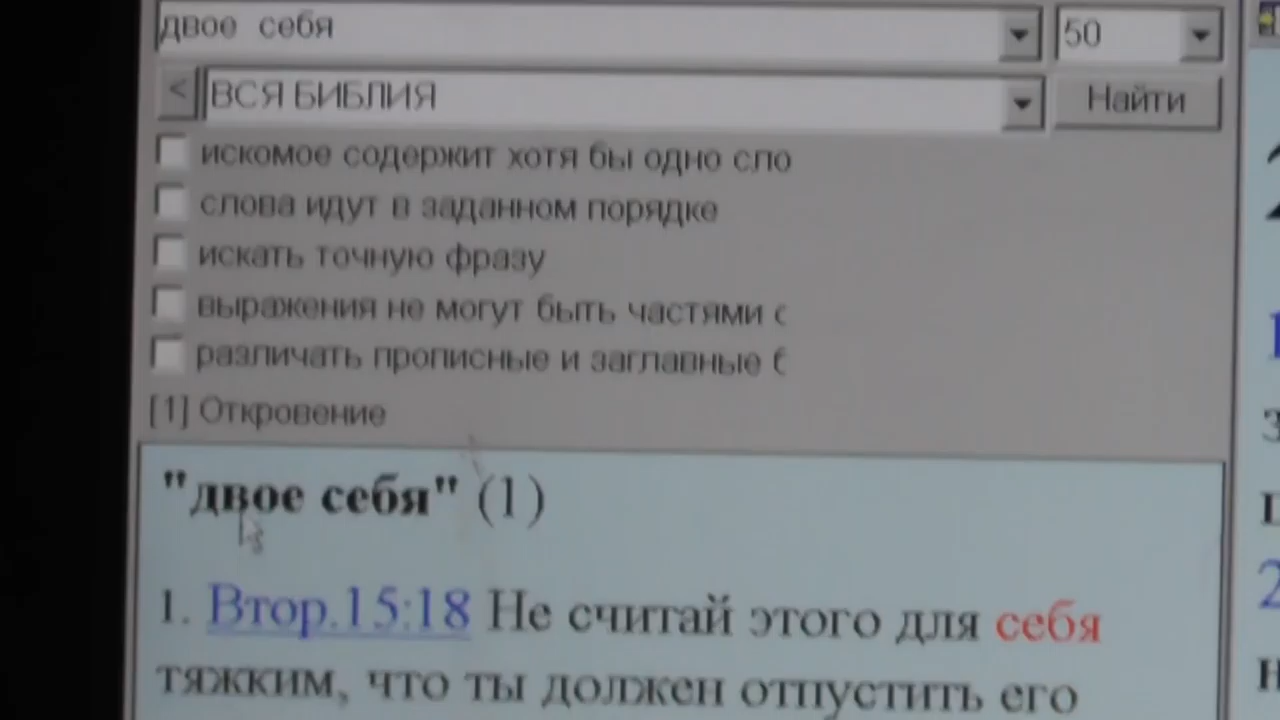 двое себя
50
< ВСЯ БИБЛИЯ
Найти
искомое содержит хотя бы одно сло
слова идут в заданном порядке
искать точную фразу
выражения не могут быть частями с
различать прописные и заглавные б
[1] Откровение
"двое себя" (1)
1. Втор.15:18 Не считай этого для себя
тяжким, что ты должен отпустить его